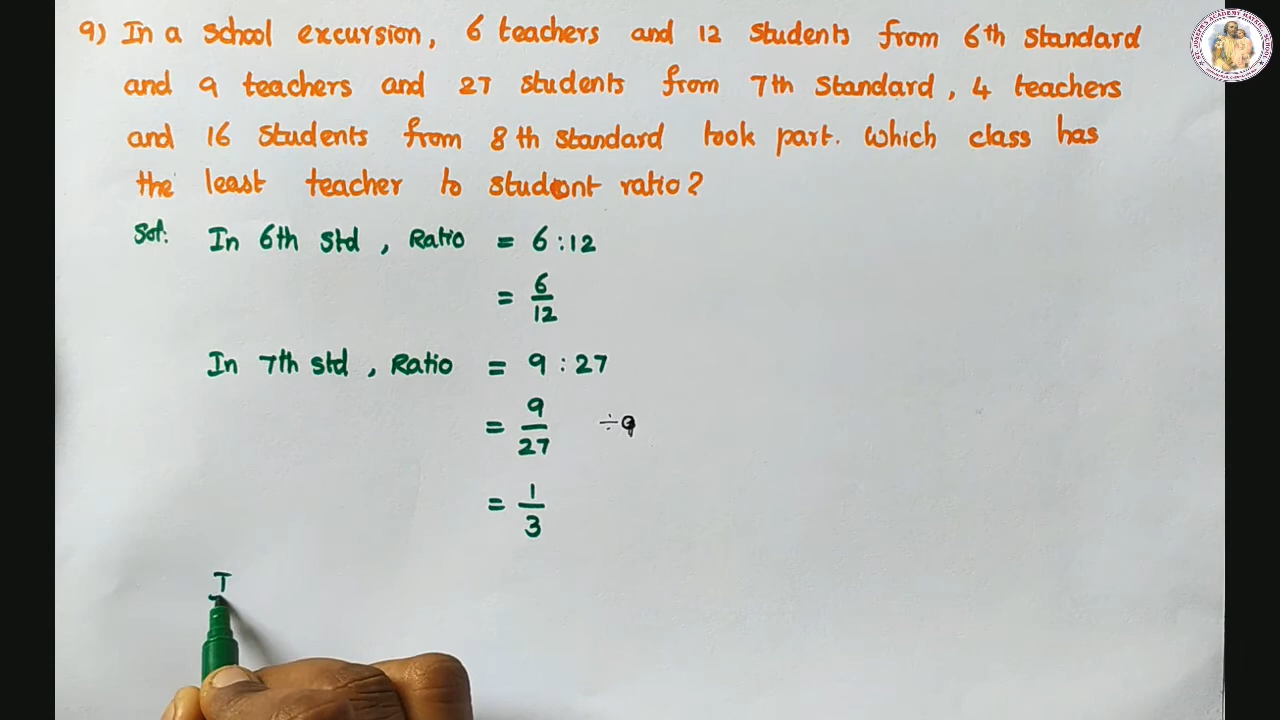 9) In a school excursion, 6 teachers and 12 students from 6th standard
and 9 teachers and 27 students from 7th standard, 4 teachers
and 16 students from 8th standard took part. which class has
the least teacher to student ratio?
Sol: In 6th Std, Ratio = 6:12
= 6/12
In 7th std, Ratio = 9:27
= 9/27 ÷9
= 1/3
I